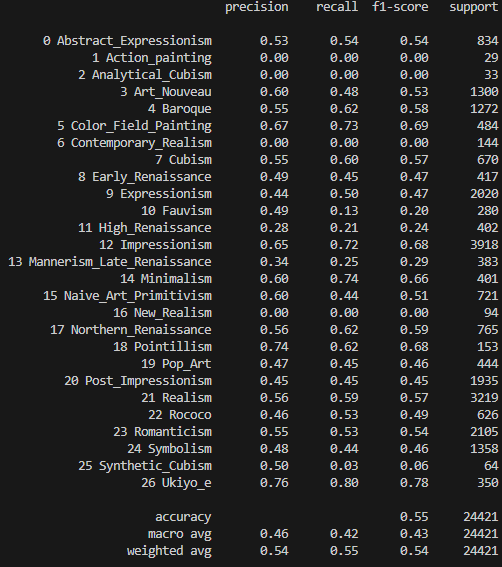 precision recall f1-score support
0 Abstract_Expressionism 0.53 0.54 0.54 834
1 Action_painting 0.00 0.00 0.00 29
2 Analytical_Cubism 0.00 0.00 0.00 33
3 Art_Nouveau 0.60 0.48 0.53 1300
4 Baroque 0.55 0.62 0.58 1272
5 Color_Field_Painting 0.67 0.73 0.69 484
6 Contemporary_Realism 0.00 0.00 0.00 144
7 Cubism 0.55 0.60 0.57 670
8 Early_Renaissance 0.49 0.45 0.47 417
9 Expressionism 0.44 0.50 0.47 2020
10 Fauvism 0.49 0.13 0.20 280
11 High_Renaissance 0.28 0.21 0.24 402
12 Impressionism 0.65 0.72 0.68 3918
13 Mannerism_Late_Renaissance 0.34 0.25 0.29 383
14 Minimalism 0.60 0.74 0.66 401
15 Naive_Art_Primitivism 0.60 0.44 0.51 721
16 New_Realism 0.00 0.00 0.00 94
17 Northern_Renaissance 0.56 0.62 0.59 765
18 Pointillism 0.74 0.62 0.68 153
19 Pop_Art 0.47 0.45 0.46 444
20 Post_Impressionism 0.45 0.45 0.45 1935
21 Realism 0.56 0.59 0.57 3219
22 Rococo 0.46 0.53 0.49 626
23 Romanticism 0.55 0.53 0.54 2105
24 Symbolism 0.48 0.44 0.46 1358
25 Synthetic_Cubism 0.50 0.03 0.06 64
26 Ukiyo_e 0.76 0.80 0.78 350
accuracy 0.55 24421
macro avg 0.46 0.42 0.43 24421
weighted avg 0.54 0.55 0.54 24421